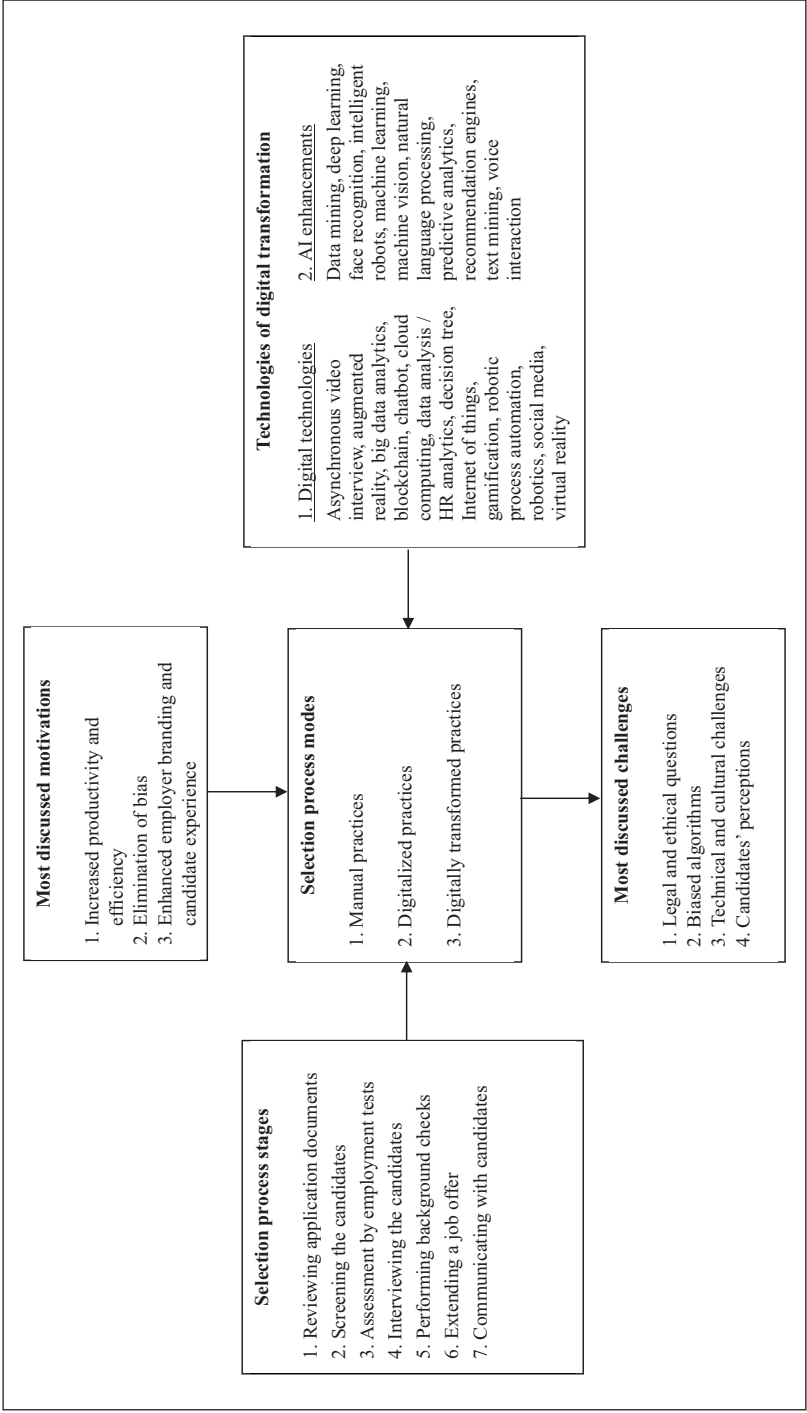 Most discussed motivations
1. Increased productivity and
efficiency
2. Elimination of bias
3. Enhanced employer branding and
candidate experience
Selection process stages
1. Reviewing application documents
2. Screening the candidates
3. Assessment by employment tests
4. Interviewing the candidates
5. Performing background checks
6. Extending a job offer
7. Communicating with candidates
Selection process modes
1. Manual practices
2. Digitalized practices
3. Digitally transformed practices
Technologies of digital transformation
1. Digital technologies
Asynchronous video
interview, augmented
reality, big data analytics,
blockchain, chatbot, cloud
computing, data analysis /
HR analytics, decision tree,
Internet of things,
gamification, robotic
process automation,
robotics, social media,
virtual reality
2. AI enhancements
Data mining, deep learning,
face recognition, intelligent
robots, machine learning,
machine vision, natural
language processing,
predictive analytics,
recommendation engines,
text mining, voice
interaction
Most discussed challenges
1. Legal and ethical questions
2. Biased algorithms
3. Technical and cultural challenges
4. Candidates’ perceptions